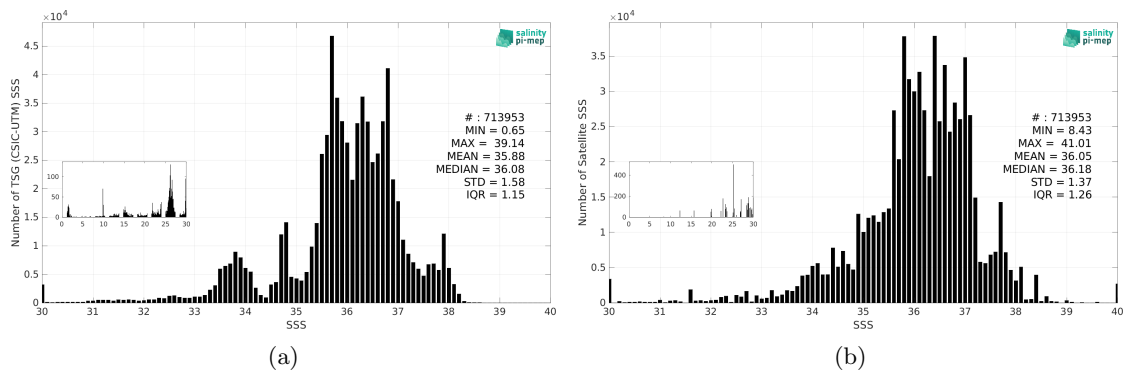 ×10⁴
4.5
4
3.5
3
2.5
2
1.5
1
0.5
0
Number of TSG (CSIC-UTM) SSS
salinity
pi-mep
# : 713953
MIN = 0.65
MAX = 39.14
MEAN = 35.88
MEDIAN = 36.08
STD = 1.58
IQR = 1.15
100
50
0
0 5 10 15 20 25 30
30 31 32 33 34 35 36 37 38 39 40
SSS
(a)
×10⁴
3.5
3
2.5
2
1.5
1
0.5
0
Number of Satellite SSS
salinity
pi-mep
# : 713953
MIN = 8.43
MAX = 41.01
MEAN = 36.05
MEDIAN = 36.18
STD = 1.37
IQR = 1.26
400
200
0
0 5 10 15 20 25 30
30 31 32 33 34 35 36 37 38 39 40
SSS
(b)